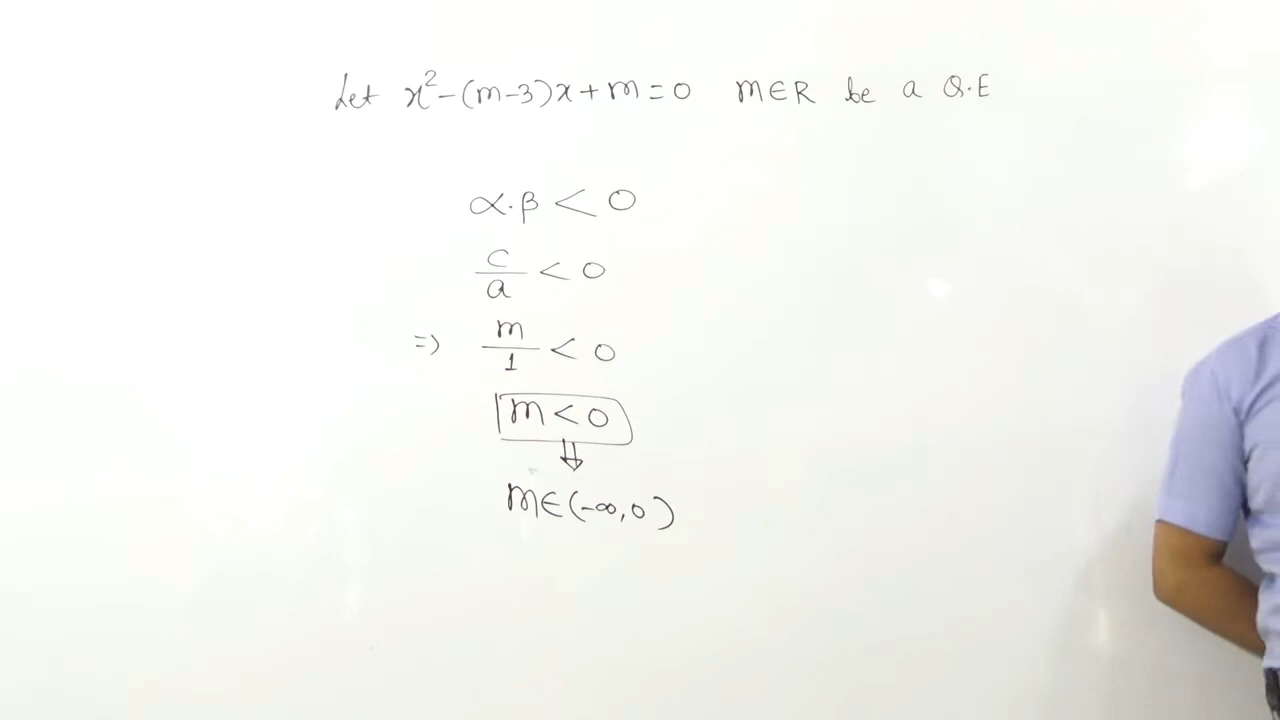 Let x² - (m-3)x + m = 0 m∈R be a Q.E
α.β < 0
c/a < 0
=> m/1 < 0
m < 0
⇓
m∈(-∞,0)